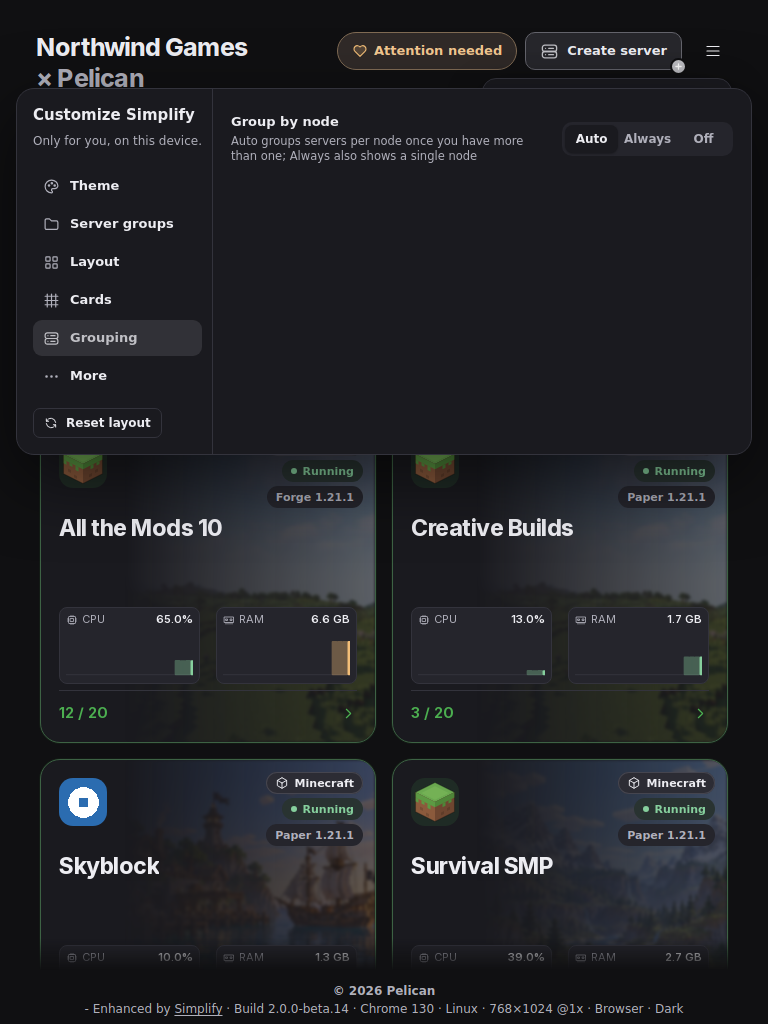 Northwind Games
× Pelican
Attention needed
Create server
Customize Simplify
Only for you, on this device.
Theme
Server groups
Layout
Cards
Grouping
More
Reset layout
Group by node
Auto groups servers per node once you have more
than one; Always also shows a single node
Auto Always Off
Running
Forge 1.21.1
All the Mods 10
CPU 65.0%
RAM 6.6 GB
12 / 20
Running
Paper 1.21.1
Creative Builds
CPU 13.0%
RAM 1.7 GB
3 / 20
Minecraft
Running
Paper 1.21.1
Skyblock
CPU 10.0%
RAM 1.3 GB
Minecraft
Running
Paper 1.21.1
Survival SMP
CPU 39.0%
RAM 2.7 GB
© 2026 Pelican
- Enhanced by Simplify · Build 2.0.0-beta.14 · Chrome 130 · Linux · 768×1024 @1x · Browser · Dark